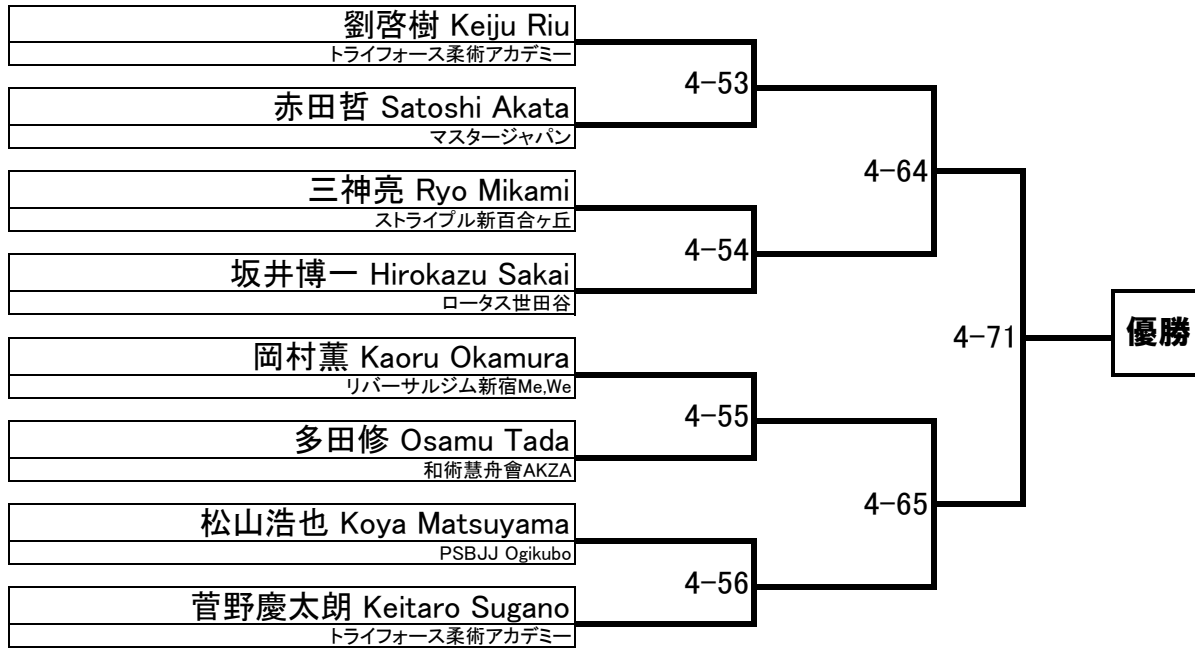 劉啓樹 Keiju Riu
トライフォース柔術アカデミー
4-53
赤田哲 Satoshi Akata
マスタージャパン
4-64
三神亮 Ryo Mikami
ストライプル新百合ヶ丘
4-54
坂井博一 Hirokazu Sakai
ロータス世田谷
4-71
優勝
岡村薫 Kaoru Okamura
リバーサルジム新宿Me,We
4-55
多田修 Osamu Tada
和術慧舟會AKZA
4-65
松山浩也 Koya Matsuyama
PSBJJ Ogikubo
4-56
菅野慶太朗 Keitaro Sugano
トライフォース柔術アカデミー